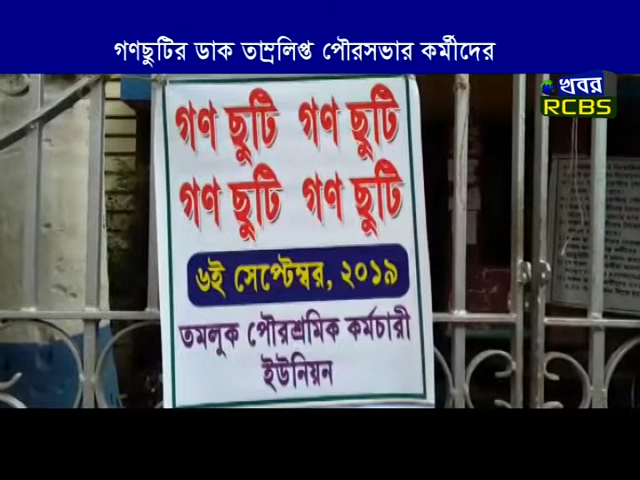 গণছুটির ডাক তাম্রলিপ্ত পৌরসভার কর্মীদের
খবর
RCBS
গণ ছুটি গণ ছুটি
গণ ছুটি গণ ছুটি
৬ই সেপ্টেম্বর, ২০১৯
তমলুক পৌরশ্রমিক কর্মচারী
ইউনিয়ন